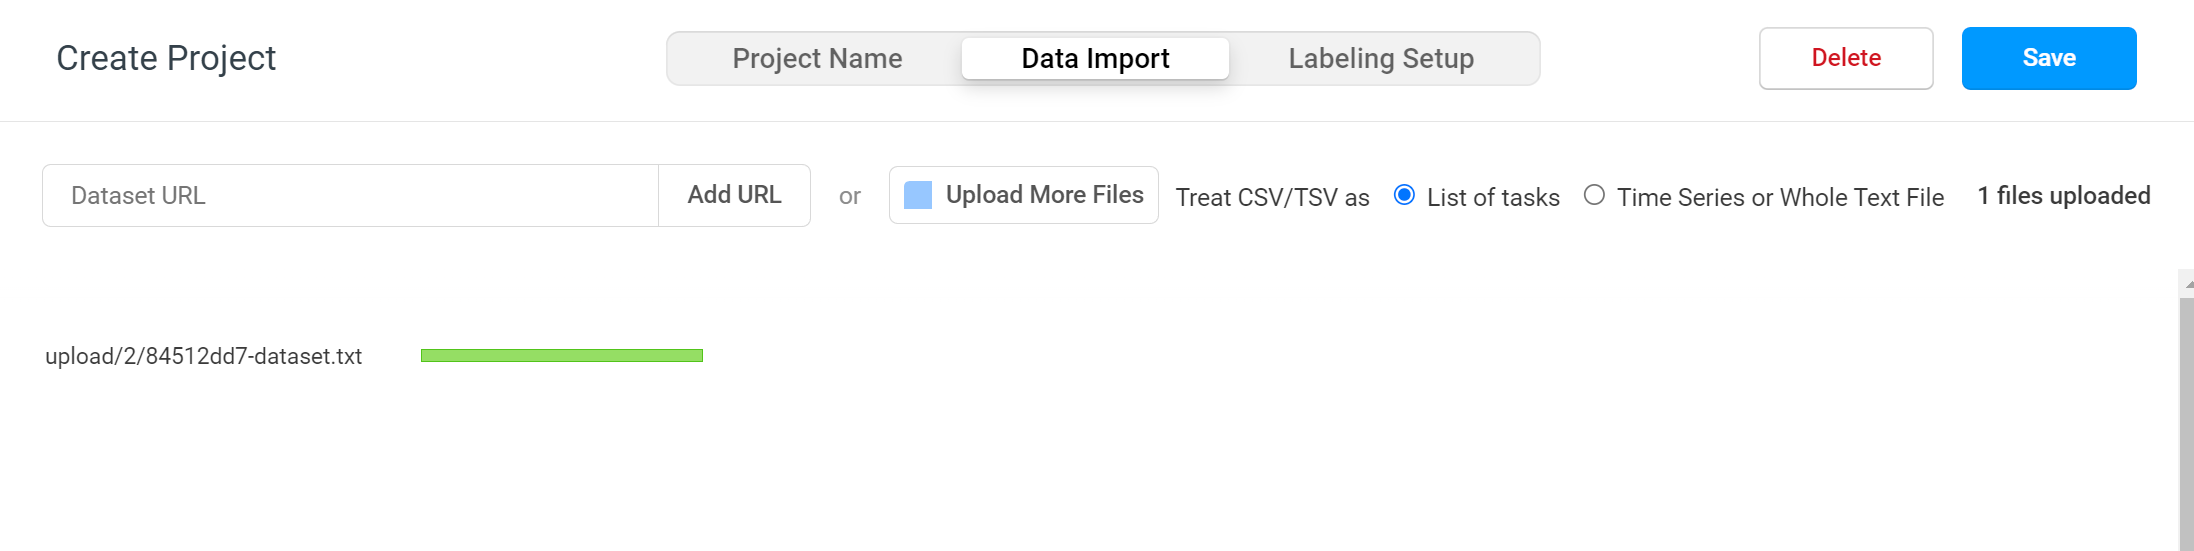 Create Project
Project Name
Data Import
Labeling Setup
Delete
Save
Dataset URL
Add URL
or
Upload More Files
Treat CSV/TSV as
List of tasks
Time Series or Whole Text File
1 files uploaded
upload/2/84512dd7-dataset.txt